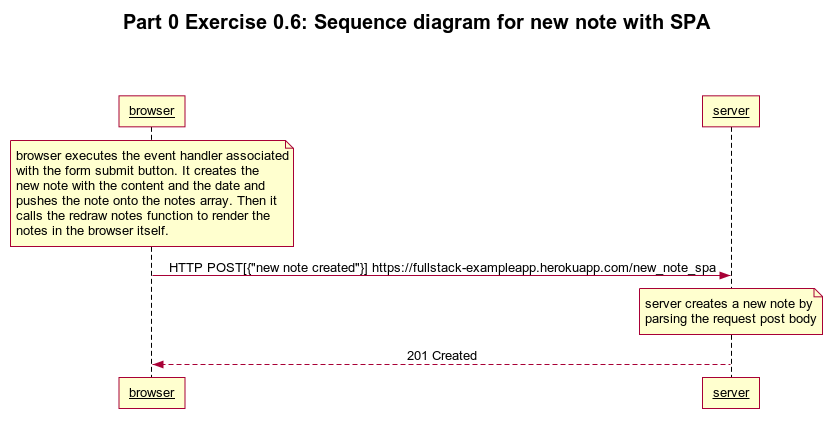 Part 0 Exercise 0.6: Sequence diagram for new note with SPA
browser
server
browser executes the event handler associated
with the form submit button. It creates the
new note with the content and the date and
pushes the note onto the notes array. Then it
calls the redraw notes function to render the
notes in the browser itself.
HTTP POST[{"new note created"}] https://fullstack-exampleapp.herokuapp.com/new_note_spa
server creates a new note by
parsing the request post body
201 Created
browser
server